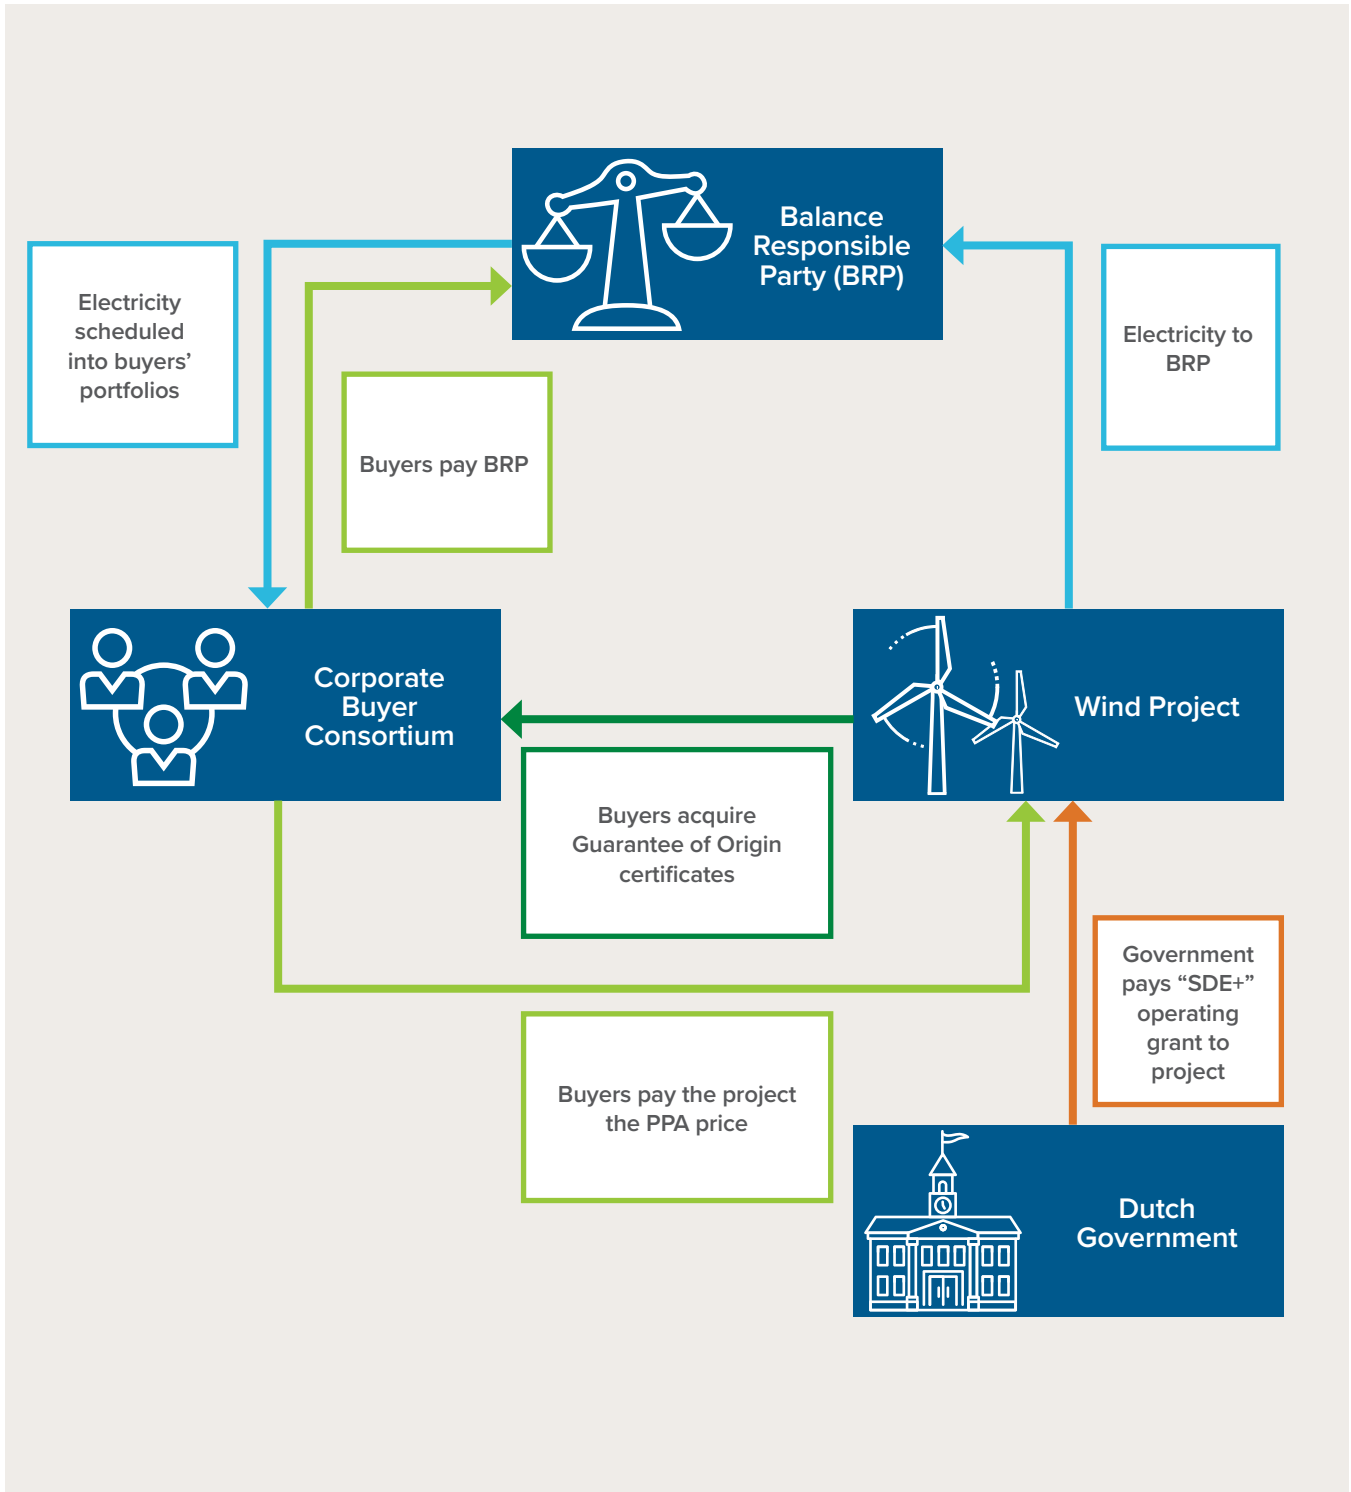 Balance
Responsible
Party (BRP)
Electricity
scheduled
into buyers’
portfolios
Electricity to
BRP
Buyers pay BRP
Corporate
Buyer
Consortium
Wind Project
Buyers acquire
Guarantee of Origin
certificates
Government
pays “SDE+”
operating
grant to
project
Buyers pay the project
the PPA price
Dutch
Government